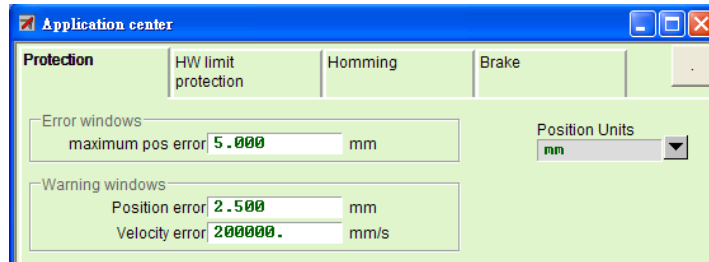 Application center
Protection HW limit protection Homming Brake .
Error windows
maximum pos error 5.000 mm
Position Units
mm
Warning windows
Position error 2.500 mm
Velocity error 200000. mm/s